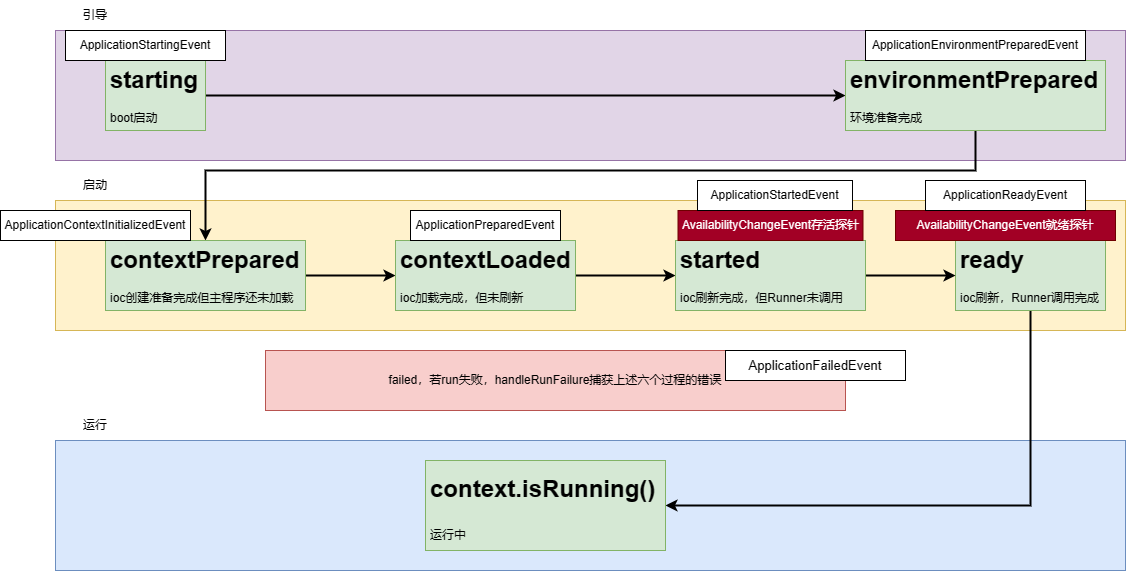 引导
ApplicationStartingEvent
starting
boot启动
ApplicationEnvironmentPreparedEvent
environmentPrepared
环境准备完成
启动
ApplicationContextInitializedEvent
contextPrepared
ioc创建准备完成但主程序还未加载
ApplicationPreparedEvent
contextLoaded
ioc加载完成，但未刷新
ApplicationStartedEvent
AvailabilityChangeEvent存活探针
started
ioc刷新完成，但Runner未调用
ApplicationReadyEvent
AvailabilityChangeEvent就绪探针
ready
ioc刷新，Runner调用完成
ApplicationFailedEvent
failed，若run失败，handleRunFailure捕获上述六个过程的错误
运行
context.isRunning()
运行中